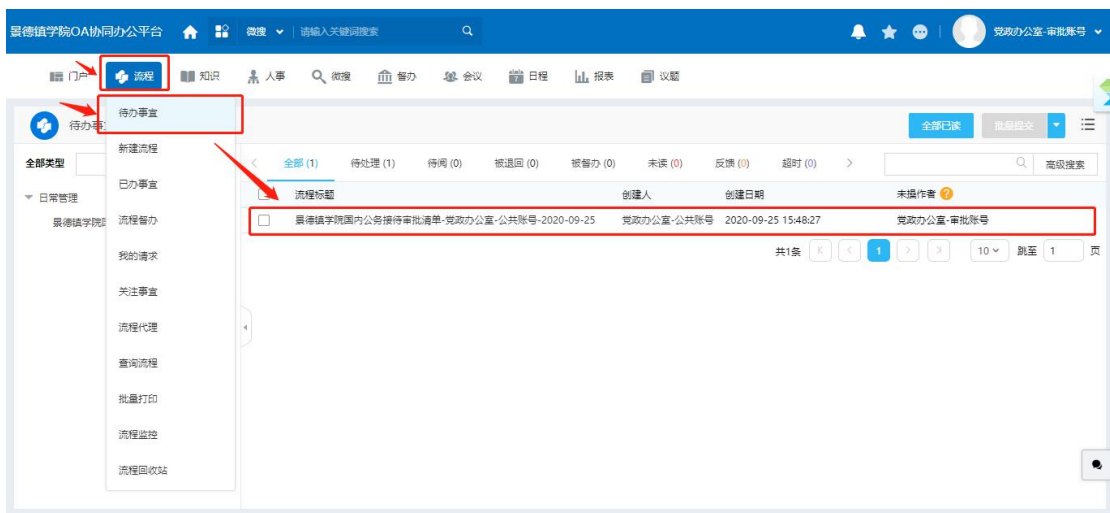 景德镇学院OA协同办公平台 微搜 请输入关键词搜索 党政办公室-审批账号
门户 流程 知识 人事 微搜 督办 会议 日程 报表 议题
待办事宜
待办事 全部已读 批量提交
新建流程
全部类型 全部 (1) 待处理 (1) 待阅 (0) 被退回 (0) 被督办 (0) 未读 (0) 反馈 (0) 超时 (0) 高级搜索
已办事宜
日常管理 流程标题 创建人 创建日期 未操作者
景德镇学院 流程督办 景德镇学院国内公务接待审批清单-党政办公室-公共账号-2020-09-25 党政办公室-公共账号 2020-09-25 15:48:27 党政办公室-审批账号
我的请求 共1条 1 10 跳至 1 页
关注事宜
流程代理
查询流程
批量打印
流程监控
流程回收站